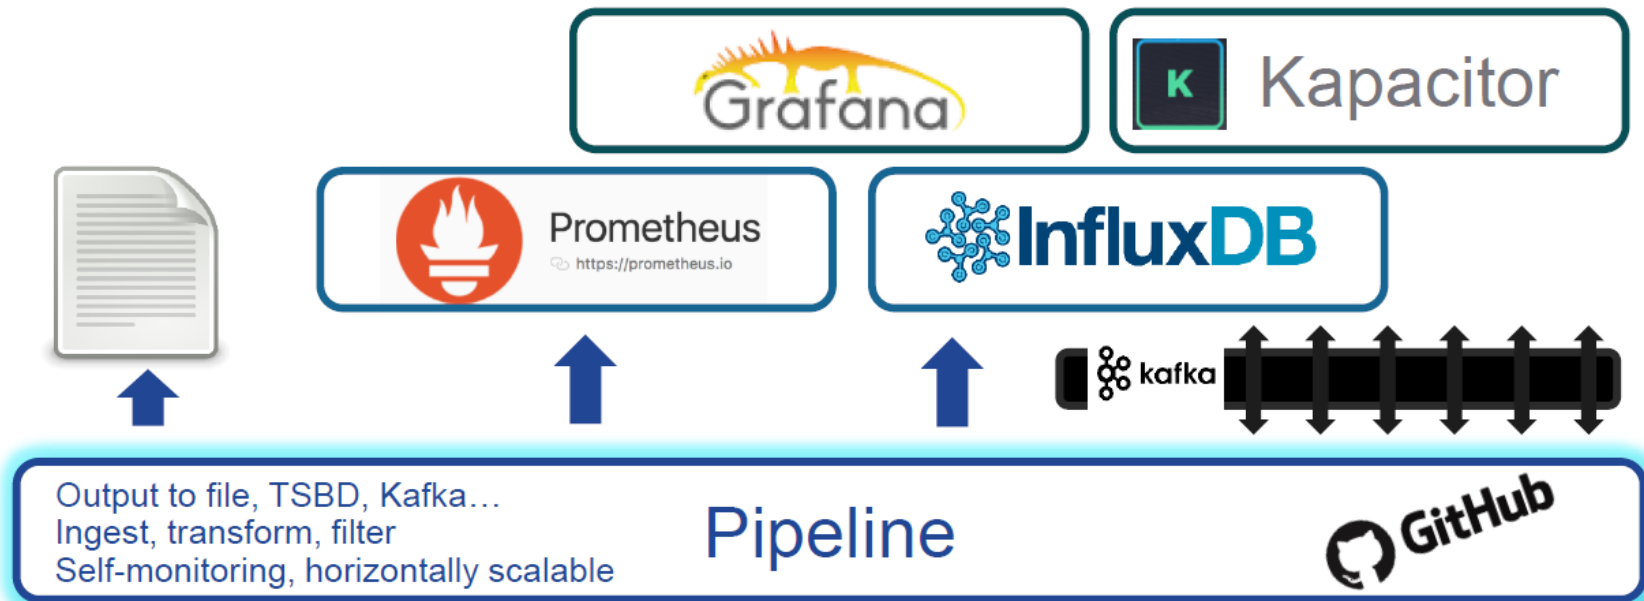 Grafana
K
Kapacitor
Prometheus
https://prometheus.io
InfluxDB
kafka
Output to file, TSBD, Kafka...
Ingest, transform, filter
Self-monitoring, horizontally scalable
Pipeline
GitHub